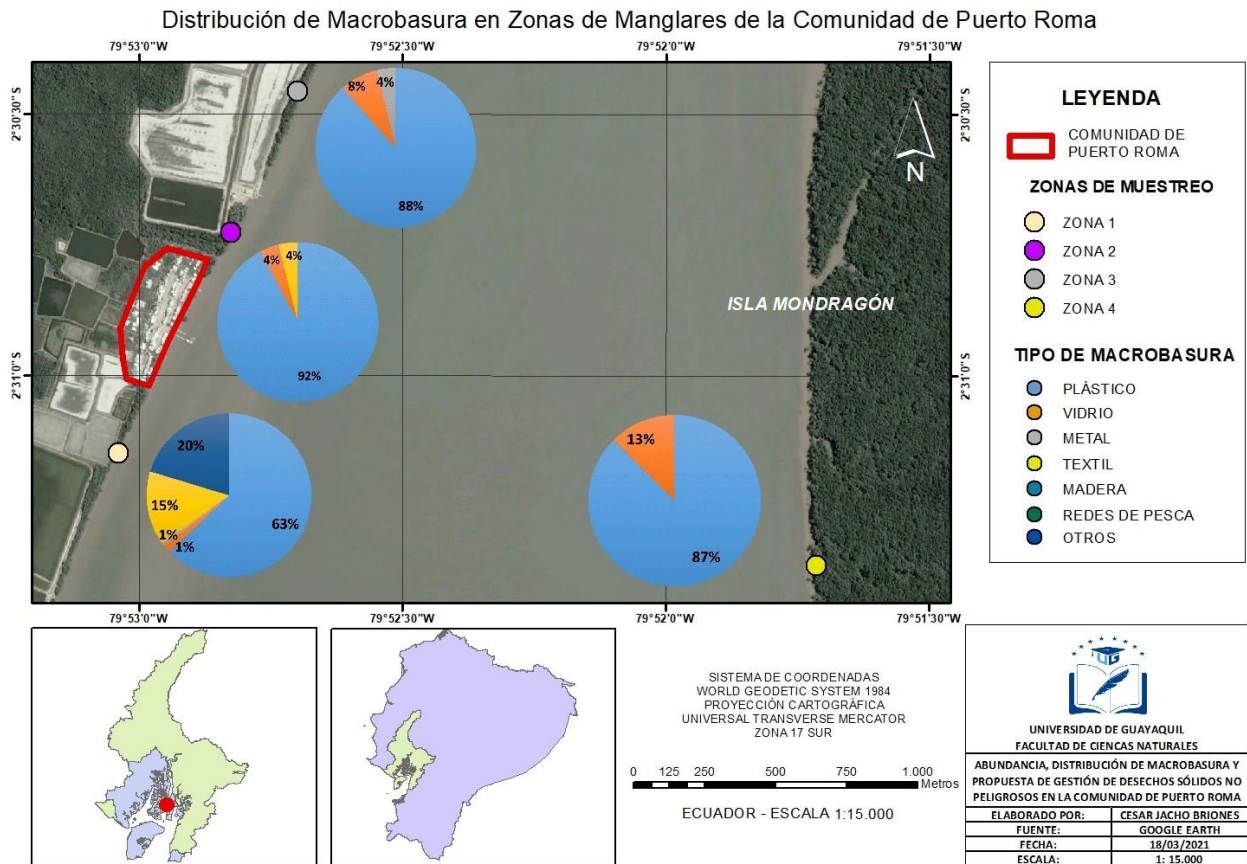 Distribución de Macrobasura en Zonas de Manglares de la Comunidad de Puerto Roma
79°53'0"W
79°52'30"W
79°52'0"W
79°51'30"W
2°30'30"S
2°30'30"S
8%
4%
88%
N
4%
4%
92%
ISLA MONDRAGÓN
2°31'0"S
2°31'0"S
20%
15%
1%
1%
63%
13%
87%
79°53'0"W
79°52'30"W
79°52'0"W
79°51'30"W
LEYENDA
COMUNIDAD DE
PUERTO ROMA
ZONAS DE MUESTREO
ZONA 1
ZONA 2
ZONA 3
ZONA 4
TIPO DE MACROBASURA
PLÁSTICO
VIDRIO
METAL
TEXTIL
MADERA
REDES DE PESCA
OTROS
SISTEMA DE COORDENADAS
WORLD GEODETIC SYSTEM 1984
PROYECCIÓN CARTOGRÁFICA
UNIVERSAL TRANSVERSE MERCATOR
ZONA 17 SUR
0 125 250 500 750 1.000
Metros
ECUADOR - ESCALA 1:15.000
UG
UNIVERSIDAD DE GUAYAQUIL
FACULTAD DE CIENCAS NATURALES
ABUNDANCIA, DISTRIBUCIÓN DE MACROBASURA Y
PROPUESTA DE GESTIÓN DE DESECHOS SÓLIDOS NO
PELIGROSOS EN LA COMUNIDAD DE PUERTO ROMA
ELABORADO POR: CESAR JACHO BRIONES
FUENTE: GOOGLE EARTH
FECHA: 18/03/2021
ESCALA: 1: 15.000